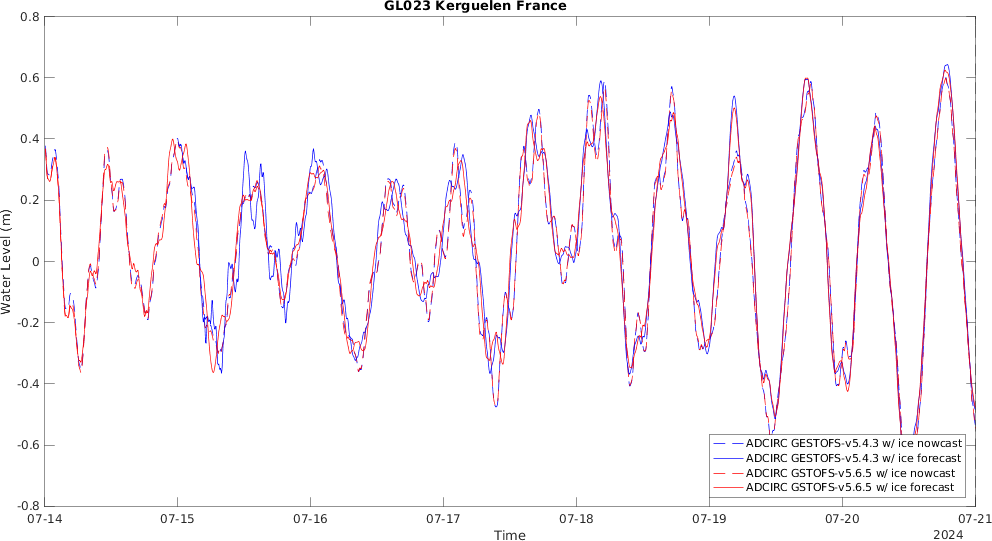 GL023 Kerguelen France
Water Level (m)
0.8
0.6
0.4
0.2
0
-0.2
-0.4
-0.6
-0.8
ADCIRC GESTOFS-v5.4.3 w/ ice nowcast
ADCIRC GESTOFS-v5.4.3 w/ ice forecast
ADCIRC GSTOFS-v5.6.5 w/ ice nowcast
ADCIRC GSTOFS-v5.6.5 w/ ice forecast
07-14 07-15 07-16 07-17 07-18 07-19 07-20 07-21
Time
2024